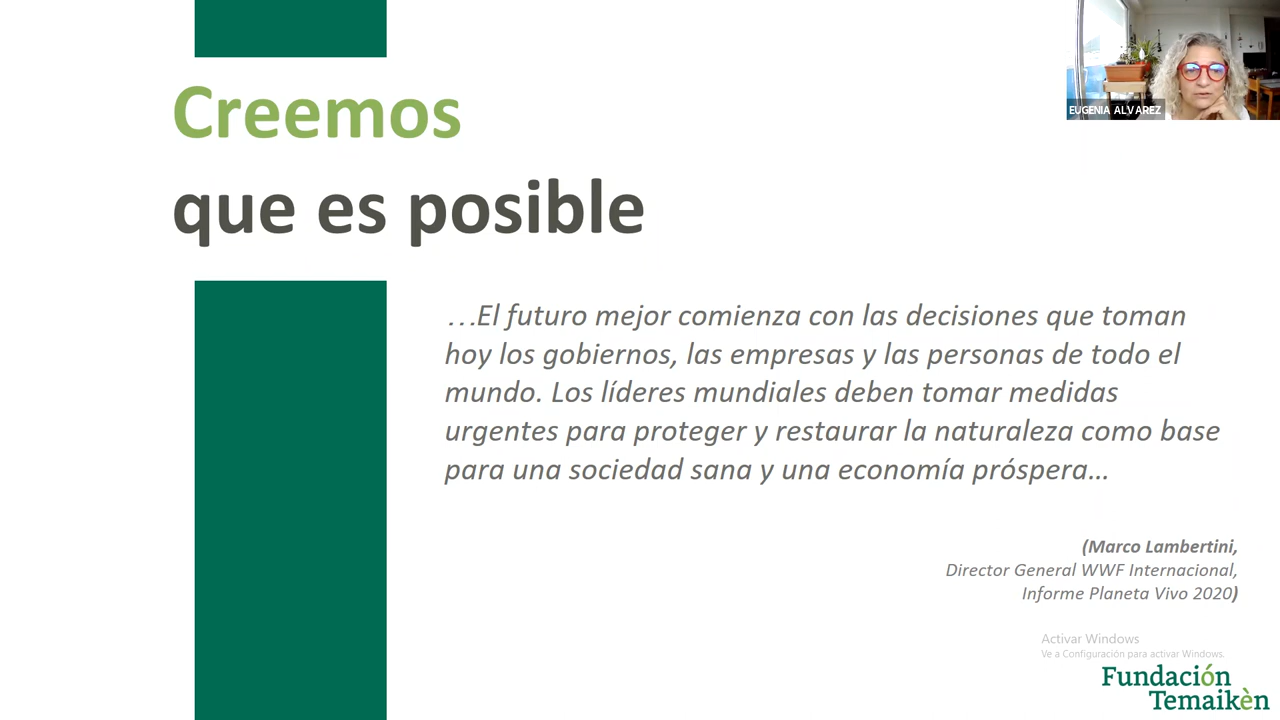 Creemos
que es posible
EUGENIA ALVAREZ
…El futuro mejor comienza con las decisiones que toman
hoy los gobiernos, las empresas y las personas de todo el
mundo. Los líderes mundiales deben tomar medidas
urgentes para proteger y restaurar la naturaleza como base
para una sociedad sana y una economía próspera…
(Marco Lambertini,
Director General WWF Internacional,
Informe Planeta Vivo 2020)
Activar Windows
Ve a Configuración para activar Windows.
Fundación
Temaikèn